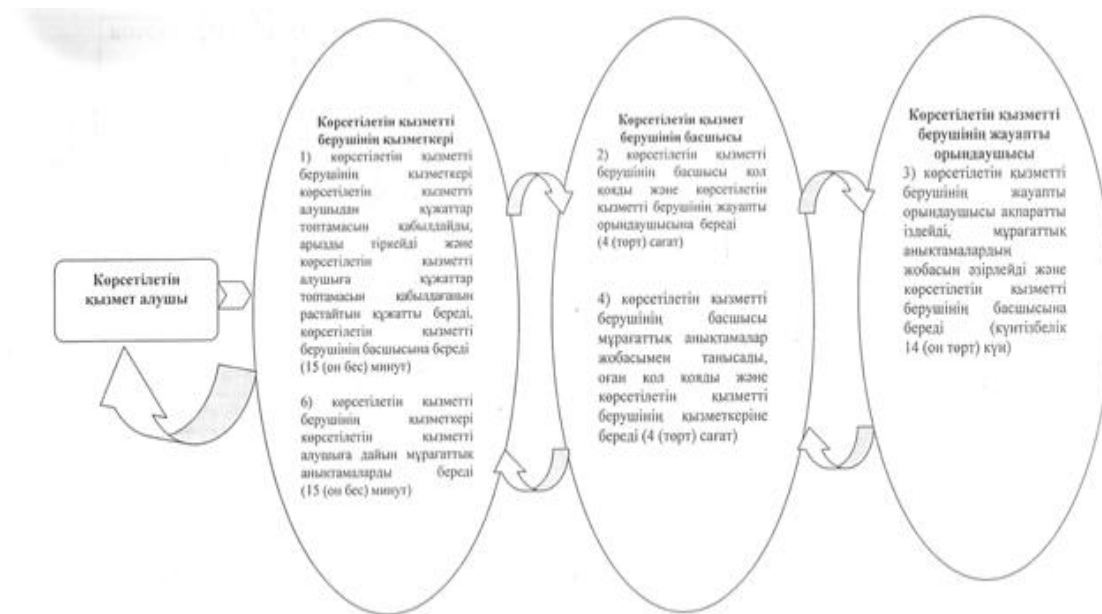 Көрсетілетін
қызмет алушы
Көрсетілетін қызметті
берушінің қызметкері
1) көрсетілетін қызметті
берушінің қызметкері
көрсетілетін қызметті
алушыдан құжаттар
топтамасын қабылдайды,
арызды тіркейді және
көрсетілетін қызметті
алушыға құжаттар
топтамасын қабылдағанын
растайтын құжатты береді,
көрсетілетін қызметті
берушінің басшысына береді
(15 (он бес) минут)
6) көрсетілетін қызметті
берушінің қызметкері
көрсетілетін қызметті
алушыға дайын мұрағаттық
анықтамаларды береді
(15 (он бес) минут)
Көрсетілетін қызмет
берушінің басшысы
2) көрсетілетін қызметті
берушінің басшысы қол
қояды және көрсетілетін
қызметті берушінің жауапты
орындаушысына береді
(4 (төрт) сағат)
4) көрсетілетін қызметті
берушінің басшысы
мұрағаттық анықтамалар
жобасымен танысады,
оған қол қояды және
көрсетілетін қызметті
берушінің қызметкеріне
береді (4 (төрт) сағат)
Көрсетілетін қызметті
берушінің жауапты
орындаушысы
3) көрсетілетін қызметті
берушінің жауапты
орындаушысы ақпаратты
іздейді, мұрағаттық
анықтамалардың
жобасын әзірлейді және
көрсетілетін қызметті
берушінің басшысына
береді (күнтізбелік
14 (он төрт) күн)